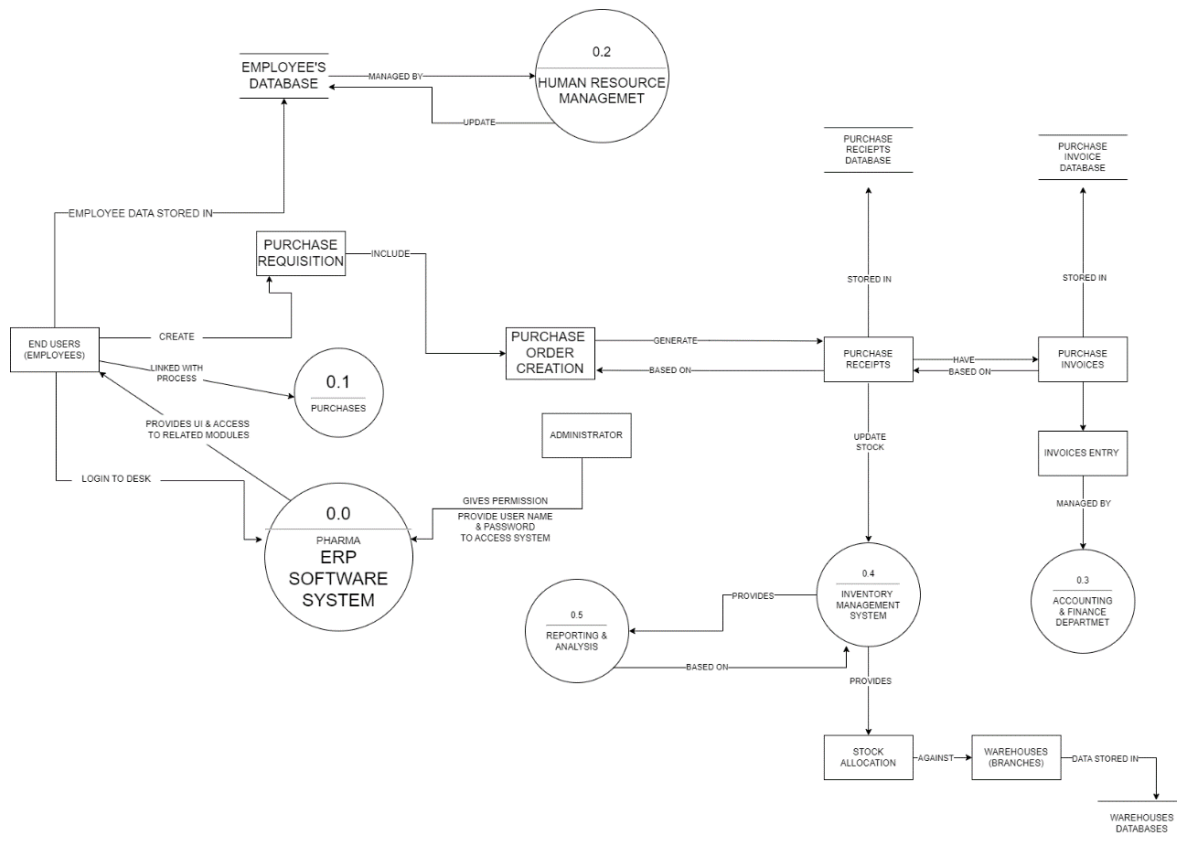 0.2
HUMAN RESOURCE
MANAGEMET
EMPLOYEE'S
DATABASE
MANAGED BY
UPDATE
PURCHASE
RECIEPTS
DATABASE
PURCHASE
INVOICE
DATABASE
EMPLOYEE DATA STORED IN
PURCHASE
REQUISITION
INCLUDE
STORED IN
STORED IN
END USERS
(EMPLOYEES)
CREATE
LINKED WITH
PROCESS
0.1
PURCHASES
PURCHASE
ORDER
CREATION
GENERATE
BASED ON
PURCHASE
RECEIPTS
HAVE
BASED ON
PURCHASE
INVOICES
PROVIDES UI & ACCESS
TO RELATED MODULES
ADMINISTRATOR
UPDATE
STOCK
INVOICES ENTRY
LOGIN TO DESK
GIVES PERMISSION
PROVIDE USER NAME
& PASSWORD
TO ACCESS SYSTEM
MANAGED BY
0.0
PHARMA
ERP
SOFTWARE
SYSTEM
0.4
INVENTORY
MANAGEMENT
SYSTEM
0.3
ACCOUNTING
& FINANCE
DEPARTMET
PROVIDES
0.5
REPORTING &
ANALYSIS
BASED ON
PROVIDES
STOCK
ALLOCATION
AGAINST
WAREHOUSES
(BRANCHES)
DATA STORED IN
WAREHOUSES
DATABASES